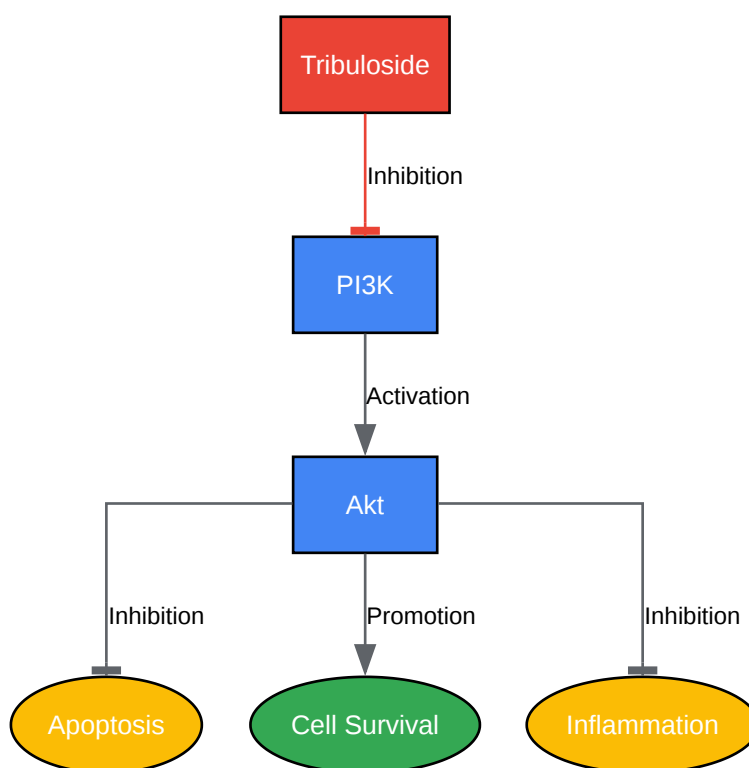 Tribuloside
Inhibition
PI3K
Activation
Akt
Inhibition
Promotion
Inhibition
Apoptosis
Cell Survival
Inflammation